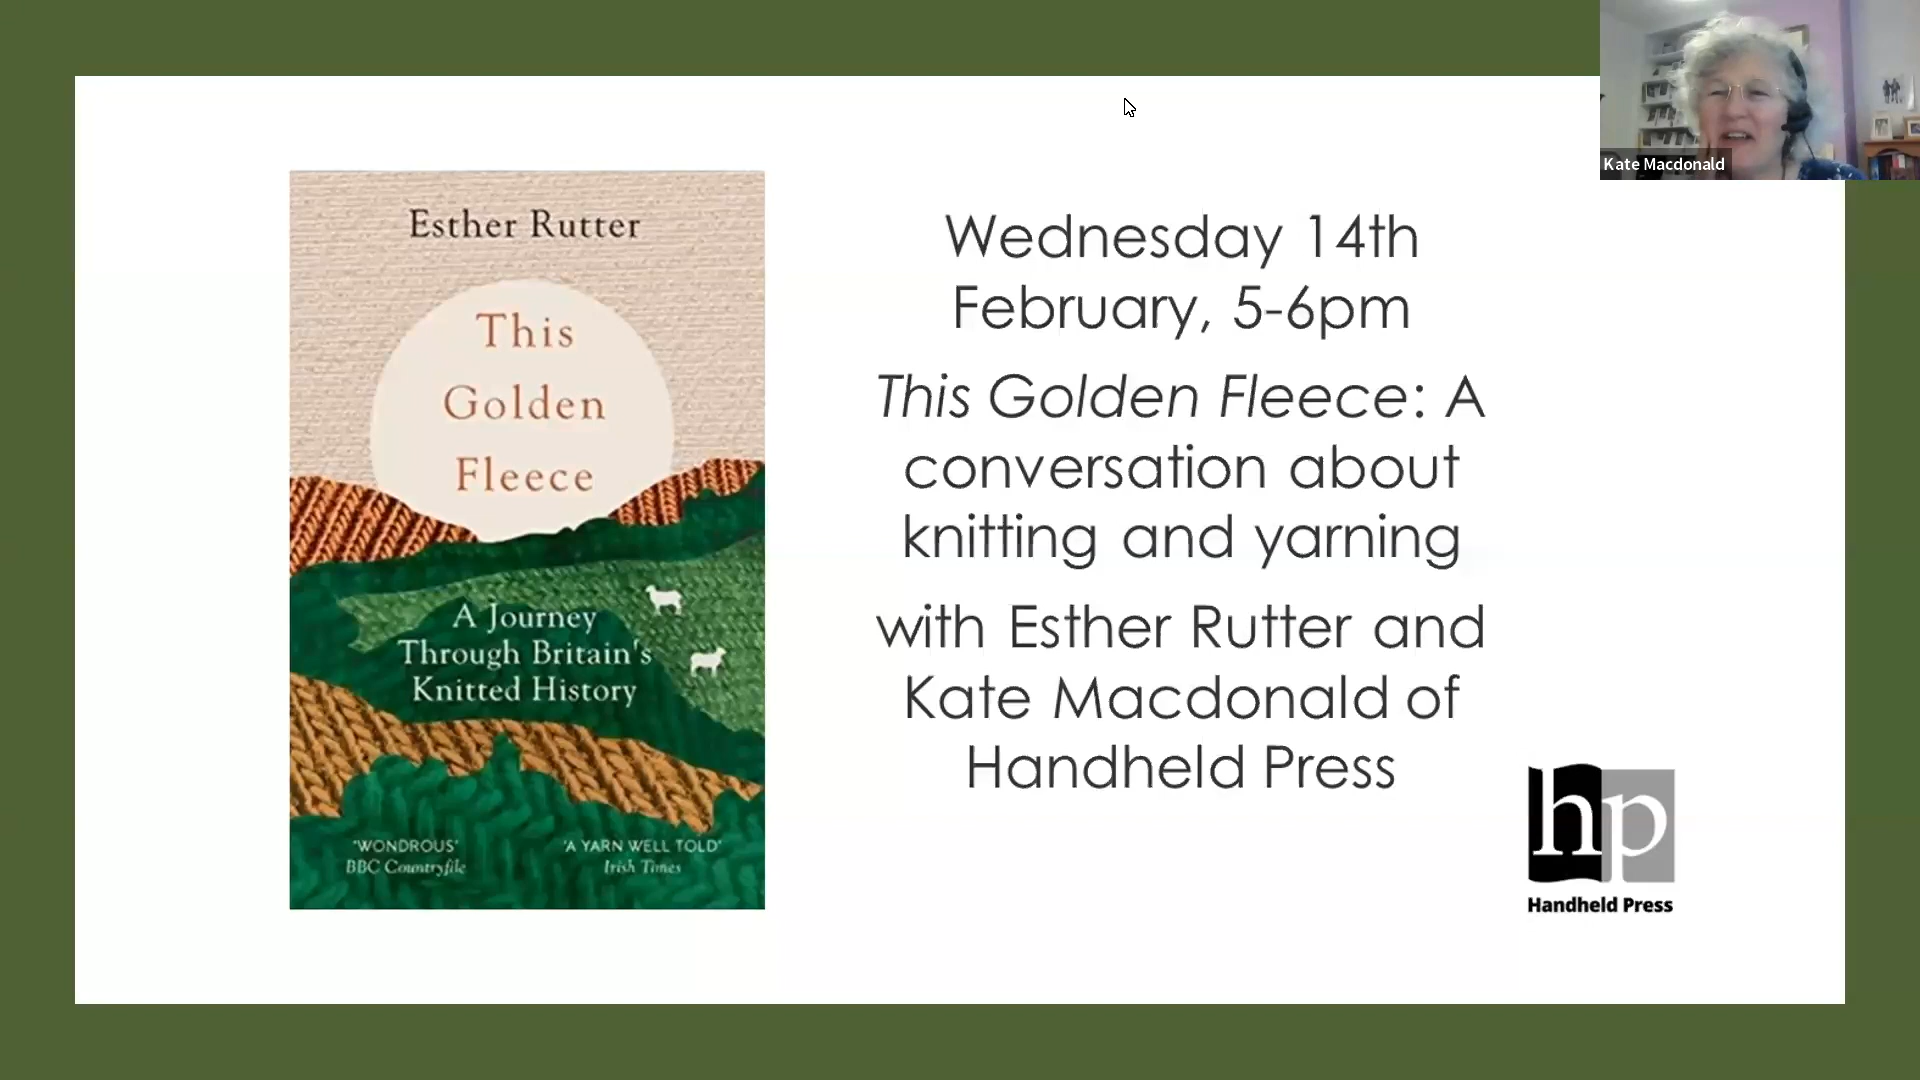 Esther Rutter
This
Golden
Fleece
A Journey
Through Britain's
Knitted History
'WONDROUS'
BBC Countryfile
'A YARN WELL TOLD'
Irish Times
Wednesday 14th
February, 5-6pm
This Golden Fleece: A
conversation about
knitting and yarning
with Esther Rutter and
Kate Macdonald of
Handheld Press
hp
Handheld Press
Kate Macdonald